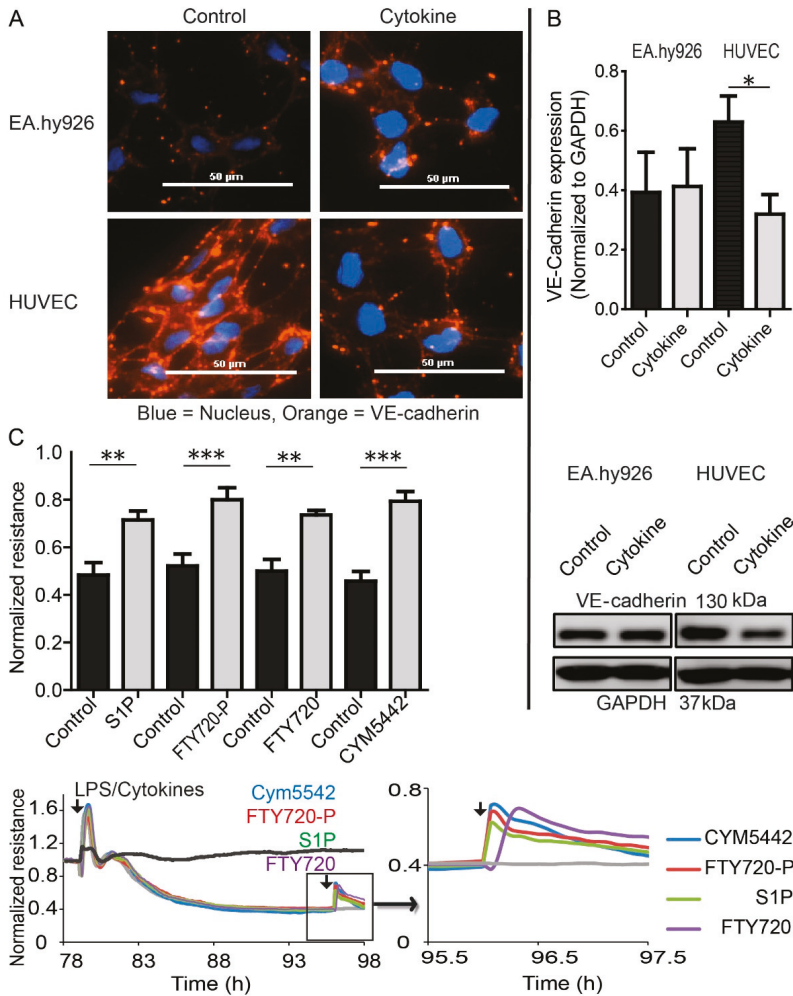 A
Control Cytokine
EA.hy926
50 μm
50 μm
HUVEC
50 μm
50 μm
Blue = Nucleus, Orange = VE-cadherin
B
EA.hy926 HUVEC
VE-Cadherin expression
(Normalized to GAPDH)
0.8
0.6
0.4
0.2
0.0
*
Control
Cytokine
Control
Cytokine
EA.hy926 HUVEC
Control
Cytokine
Control
Cytokine
VE-cadherin 130 kDa
GAPDH 37kDa
C
Normalized resistance
1.0
0.8
0.6
0.4
0.2
0.0
** *** ** ***
Control
S1P
Control
FTY720-P
Control
FTY720
Control
CYM5442
Normalized resistance
1.6
1.2
0.8
0.4
0
LPS/Cytokines
Cym5542
FTY720-P
S1P
FTY720
78 83 88 93 98
Time (h)
0.8
0.4
0
95.5 96.5 97.5
Time (h)
CYM5442
FTY720-P
S1P
FTY720